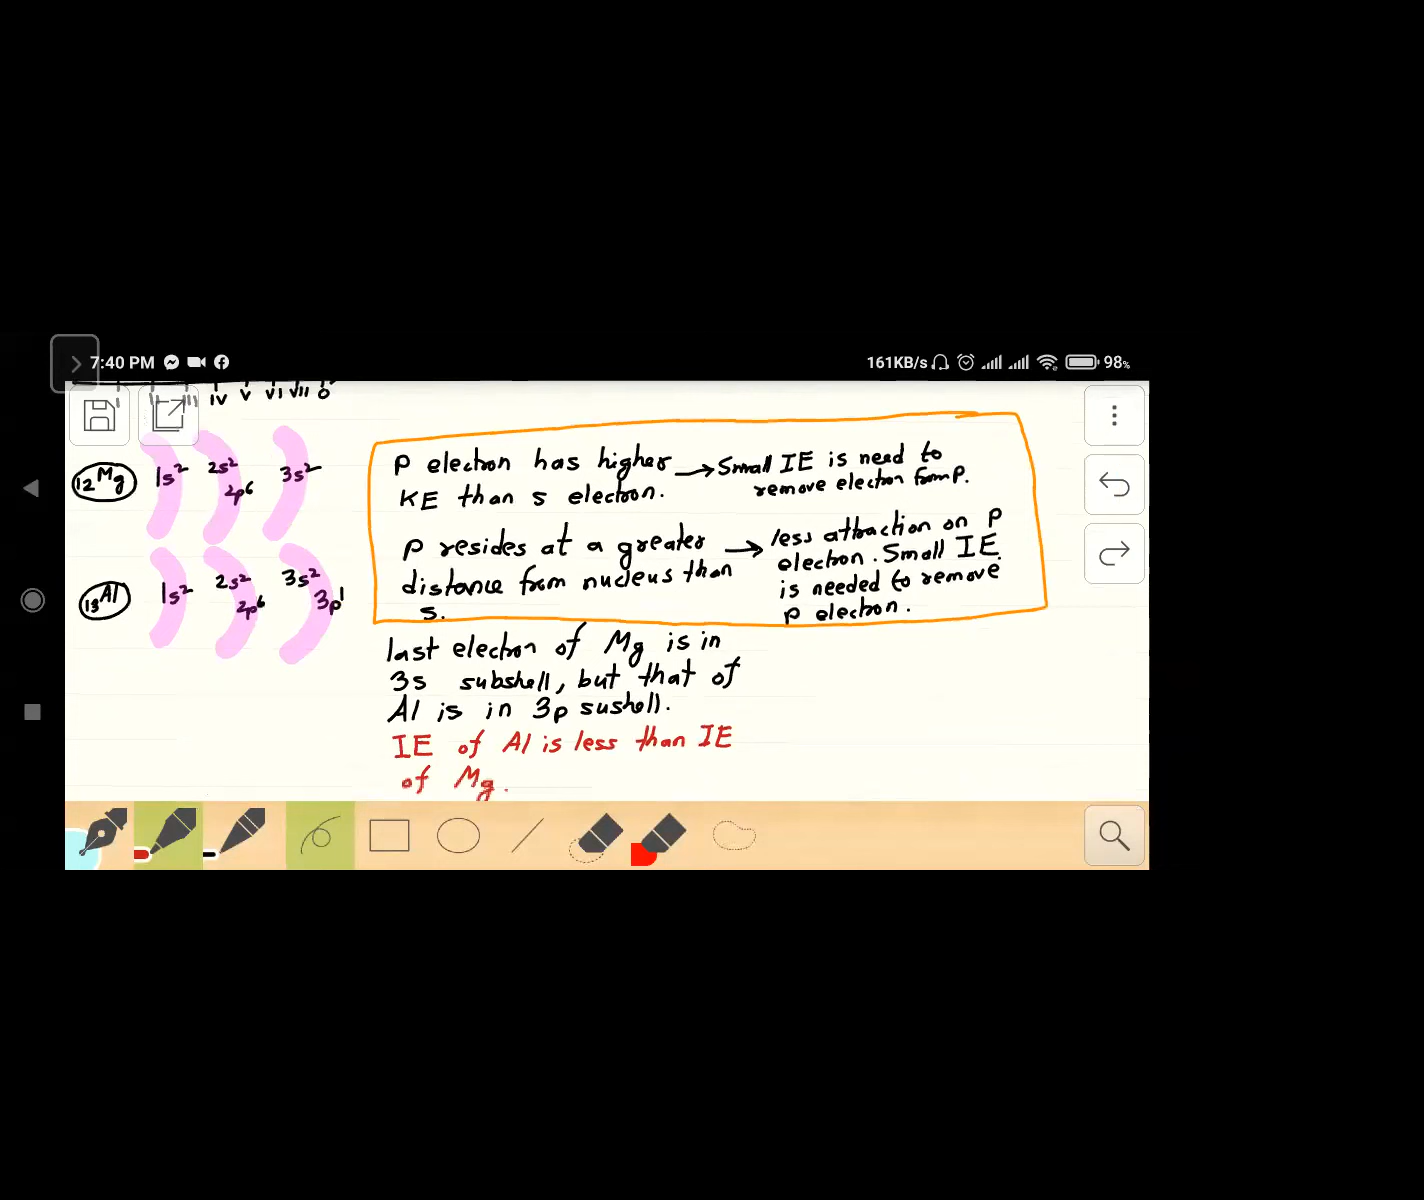 7:40 PM
161KB/s 98%
I II III IV V VI VII 0
12Mg 1s² 2s² 2p⁶ 3s²
13Al 1s² 2s² 2p⁶ 3s² 3p¹
P electron has higher
KE than s electron.
→ Small IE is need to
remove electron from P.
P resides at a greater
distance from nucleus than
s.
→ less attraction on P
electron. Small IE
is needed to remove
P electron.
last electron of Mg is in
3s subshell, but that of
Al is in 3p sushell.
IE of Al is less than IE
of Mg.